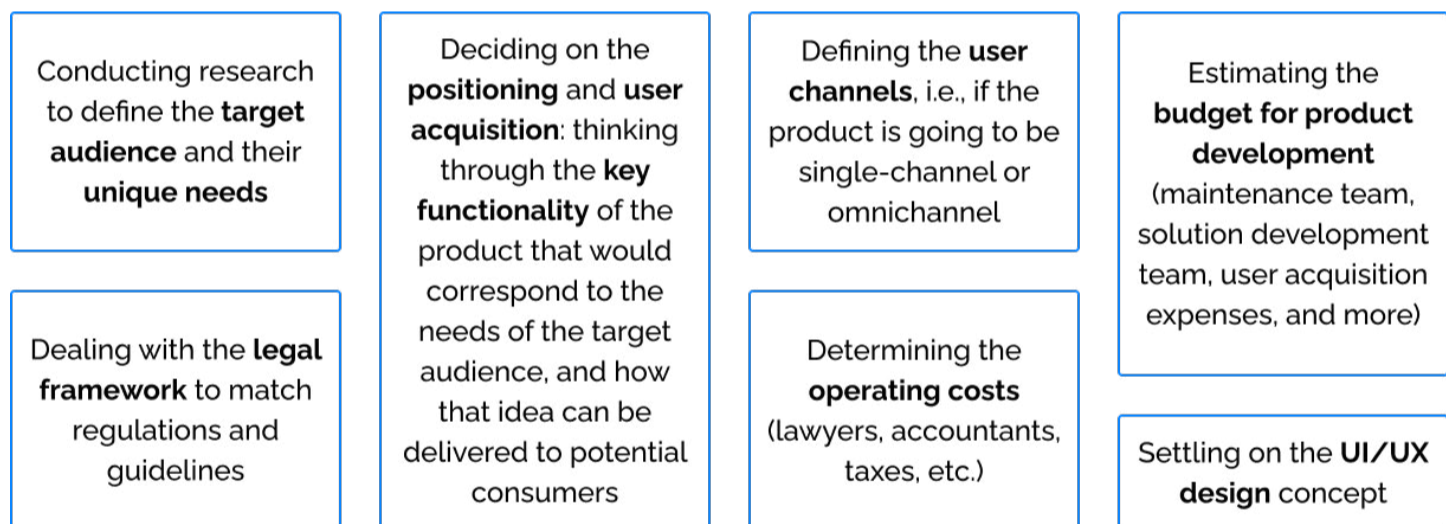 Conducting research
to define the target
audience and their
unique needs
Dealing with the legal
framework to match
regulations and
guidelines
Deciding on the
positioning and user
acquisition: thinking
through the key
functionality of the
product that would
correspond to the
needs of the target
audience, and how
that idea can be
delivered to potential
consumers
Defining the user
channels, i.e., if the
product is going to be
single-channel or
omnichannel
Determining the
operating costs
(lawyers, accountants,
taxes, etc.)
Estimating the
budget for product
development
(maintenance team,
solution development
team, user acquisition
expenses, and more)
Settling on the UI/UX
design concept